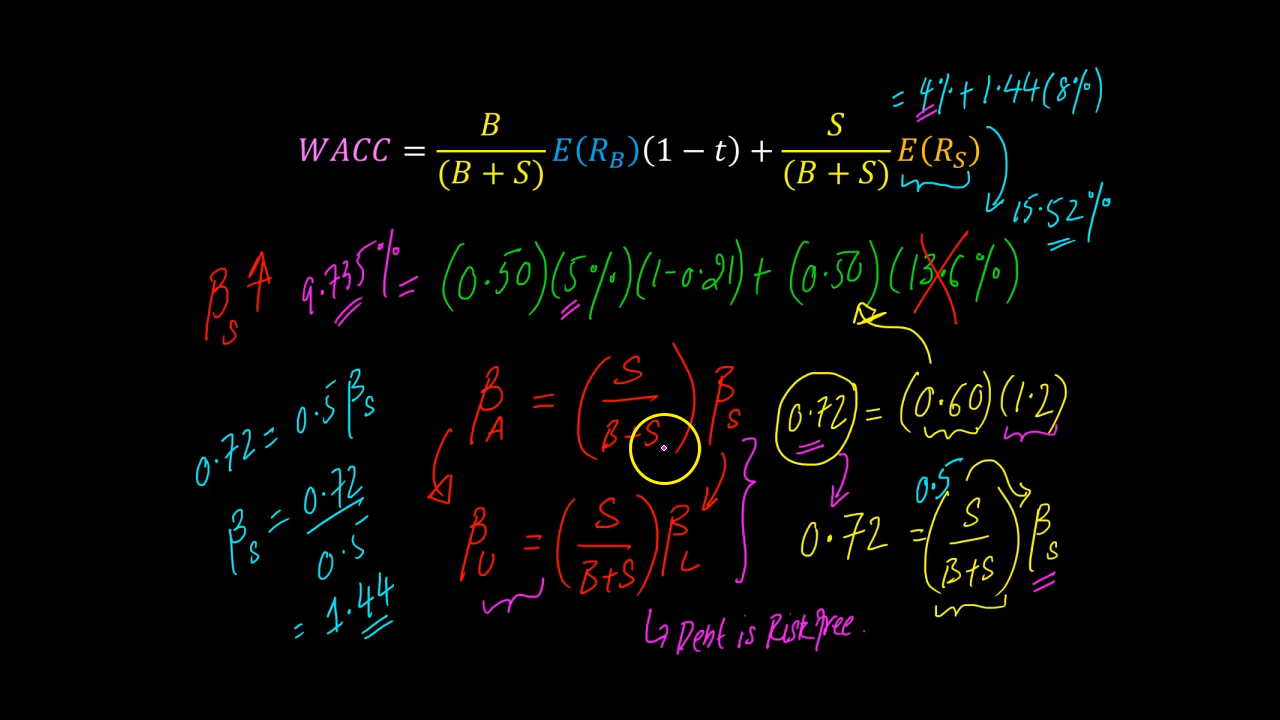 = 4% + 1.44(8%)
WACC = B/(B + S) E(R_B)(1 − t) + S/(B + S) E(R_S)
15.52%
β_S ↑
9.735% = (0.50)(5%)(1-0.21) + (0.50)(13.6%)
β_A = (S/(B+S)) β_S
0.72 = (0.60)(1.2)
0.72 = 0.5 β_S
β_S = 0.72/0.5
= 1.44
β_U = (S/(B+S)) β_L
0.5
0.72 = (S/(B+S)) β_S
↳ Debt is Risk free.